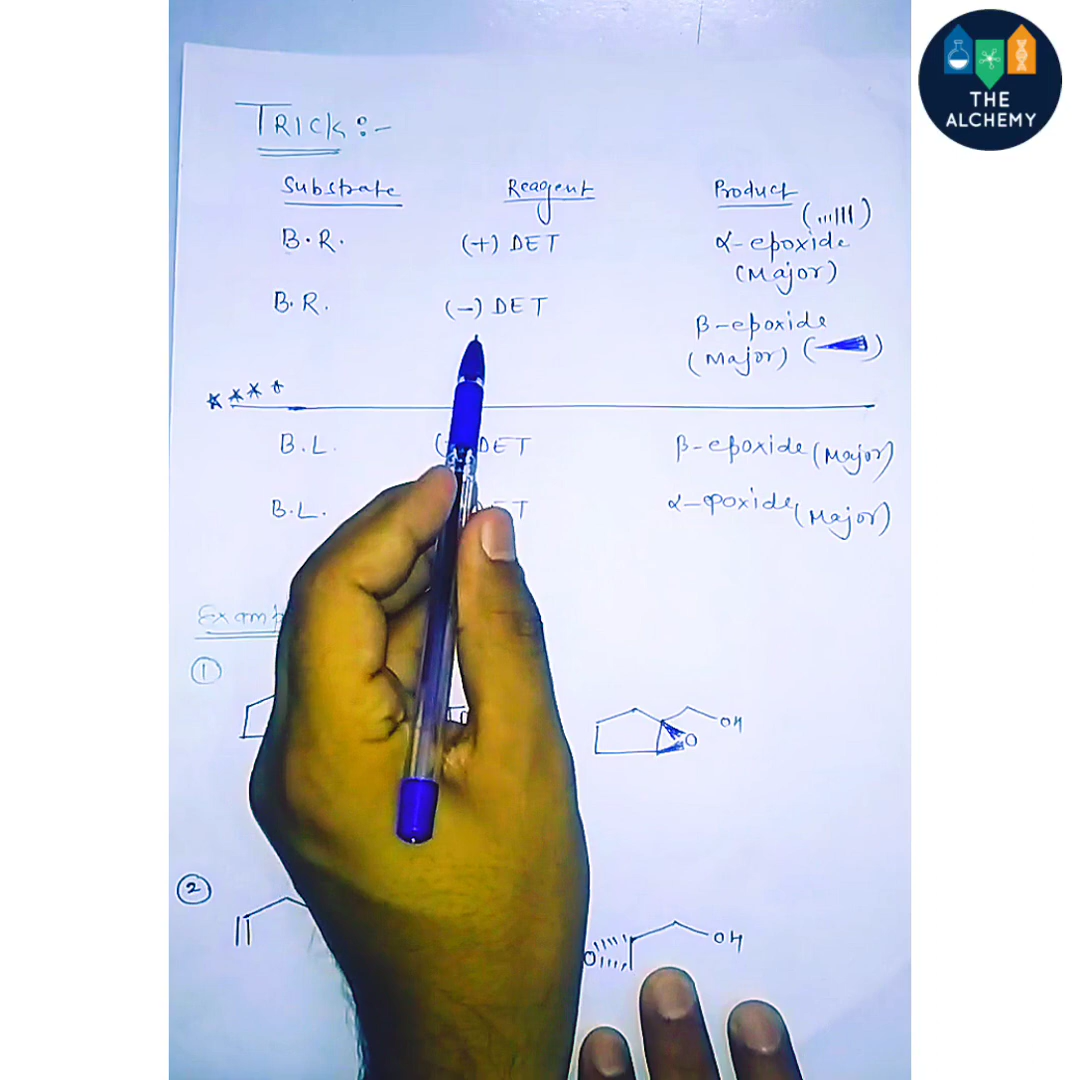 THE
ALCHEMY
TRICK :-
Substrate Reagent Product
B.R. (+) DET α-epoxide
(Major)
B.R. (-) DET β-epoxide
(Major)
B.L. DET β-epoxide (Major)
B.L. α-epoxide (Major)
①
OH
O
②
OH
O